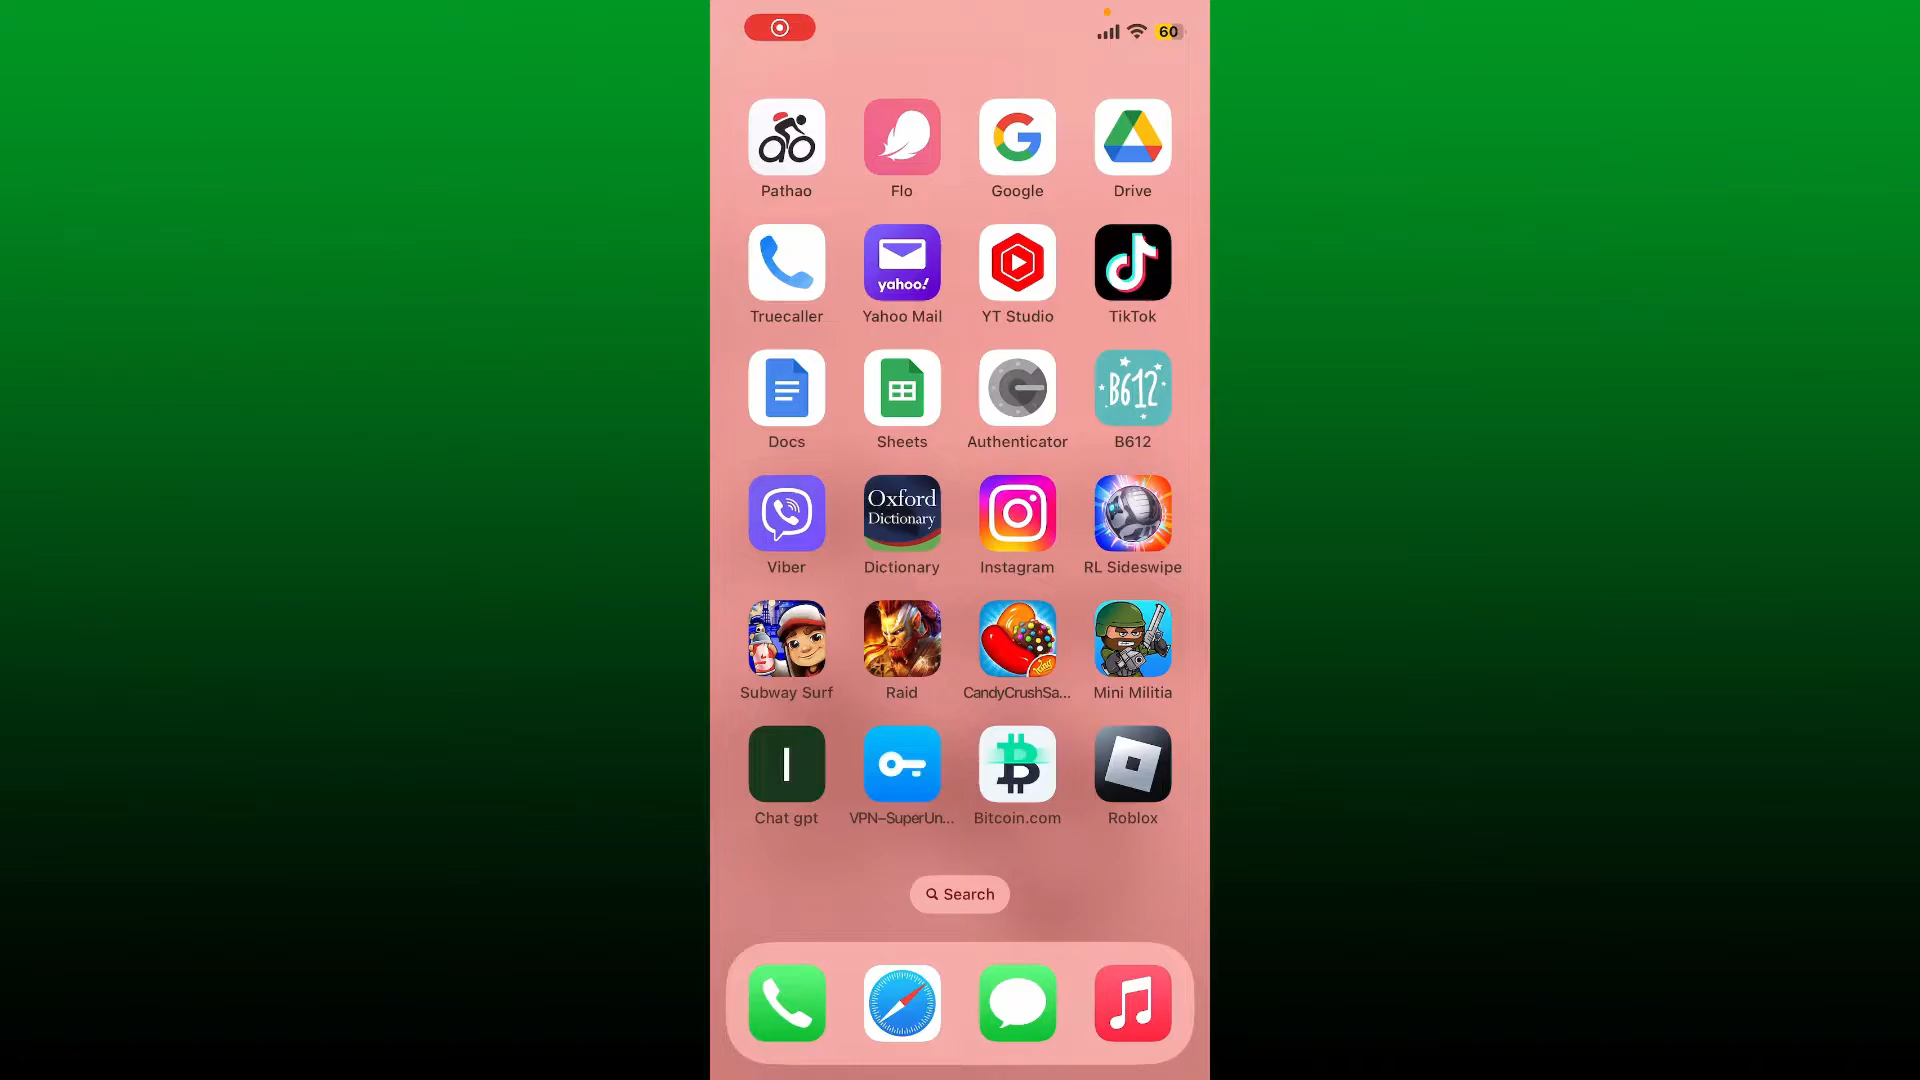 60
Pathao Flo Google Drive
yahoo!
Truecaller Yahoo Mail YT Studio TikTok
B612
Docs Sheets Authenticator B612
Oxford
Dictionary
Viber Dictionary Instagram RL Sideswipe
King
Subway Surf Raid CandyCrushSa... Mini Militia
I
Chat gpt VPN–SuperUn... Bitcoin.com Roblox
Search